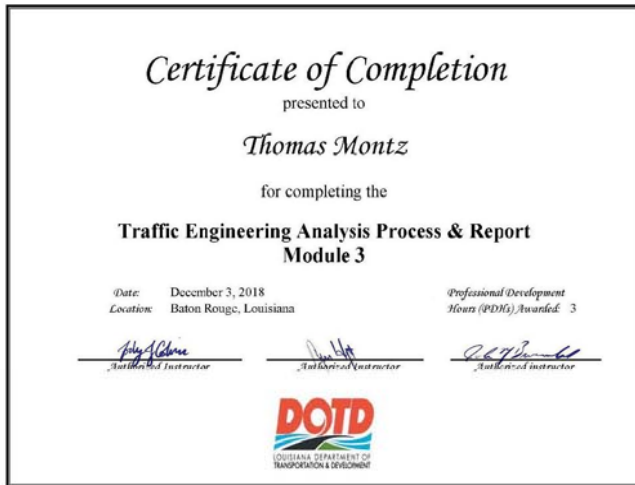 Certificate of Completion
presented to
Thomas Montz
for completing the
Traffic Engineering Analysis Process & Report
Module 3
Date: December 3, 2018
Location: Baton Rouge, Louisiana
Professional Development
Hours (PDHs) Awarded: 3
Authorized Instructor
Authorized Instructor
Authorized instructor
DOTD
LOUISIANA DEPARTMENT OF
TRANSPORTATION & DEVELOPMENT